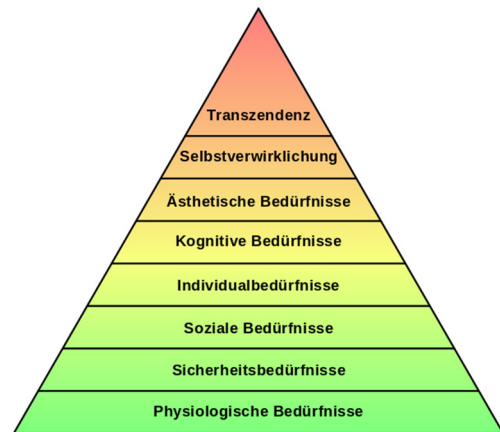 Transzendenz
Selbstverwirklichung
Ästhetische Bedürfnisse
Kognitive Bedürfnisse
Individualbedürfnisse
Soziale Bedürfnisse
Sicherheitsbedürfnisse
Physiologische Bedürfnisse